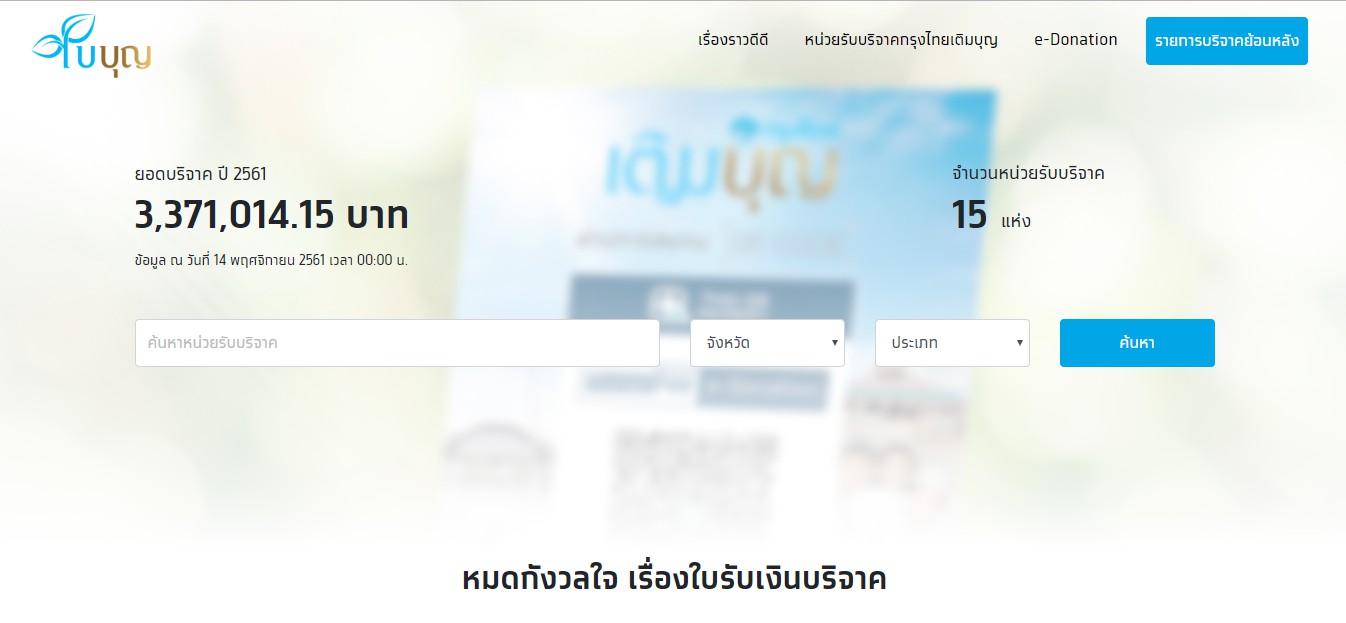 ใบบุญ
เรื่องราวดีดี
หน่วยรับบริจาคกรุงไทยเติมบุญ
e-Donation
รายการบริจาคย้อนหลัง
เติมบุญ
ยอดบริจาค ปี 2561
3,371,014.15 บาท
ข้อมูล ณ วันที่ 14 พฤศจิกายน 2561 เวลา 00:00 น.
จำนวนหน่วยรับบริจาค
15 แห่ง
ค้นหาหน่วยรับบริจาค
จังหวัด
ประเภท
ค้นหา
หมดกังวลใจ เรื่องใบรับเงินบริจาค